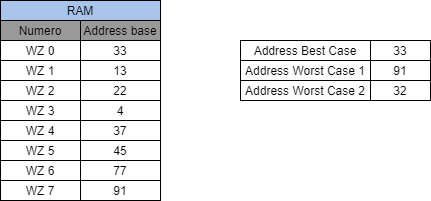 RAM
Numero Address base
WZ 0 33
WZ 1 13
WZ 2 22
WZ 3 4
WZ 4 37
WZ 5 45
WZ 6 77
WZ 7 91
Address Best Case 33
Address Worst Case 1 91
Address Worst Case 2 32